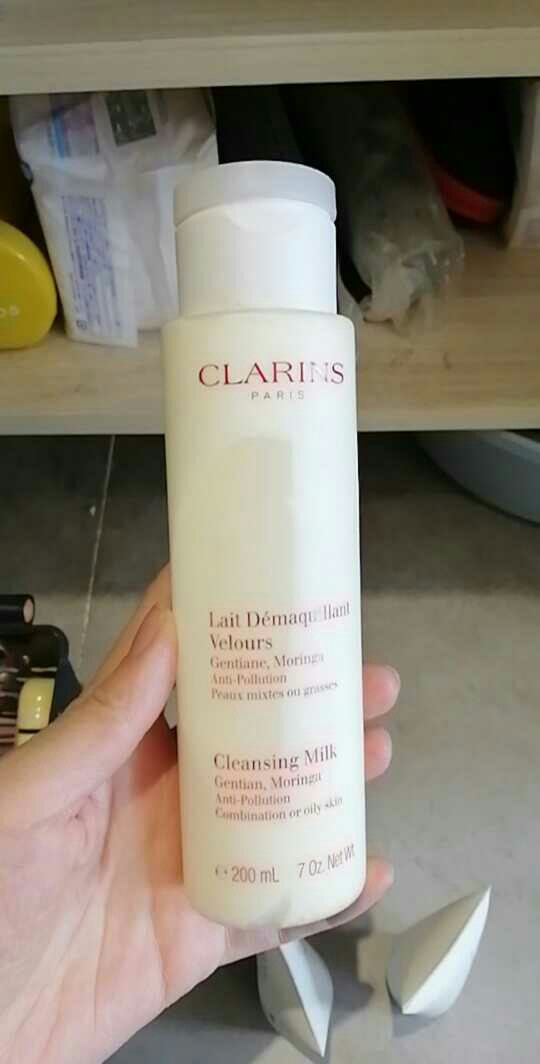 CLARINS
PARIS
Lait Démaquillant
Velours
Gentiane, Moringa
Anti-Pollution
Peaux mixtes ou grasses
Cleansing Milk
Gentian, Moringa
Anti-Pollution
Combination or oily skin
℮ 200 mL 7 Oz. Net Wt.